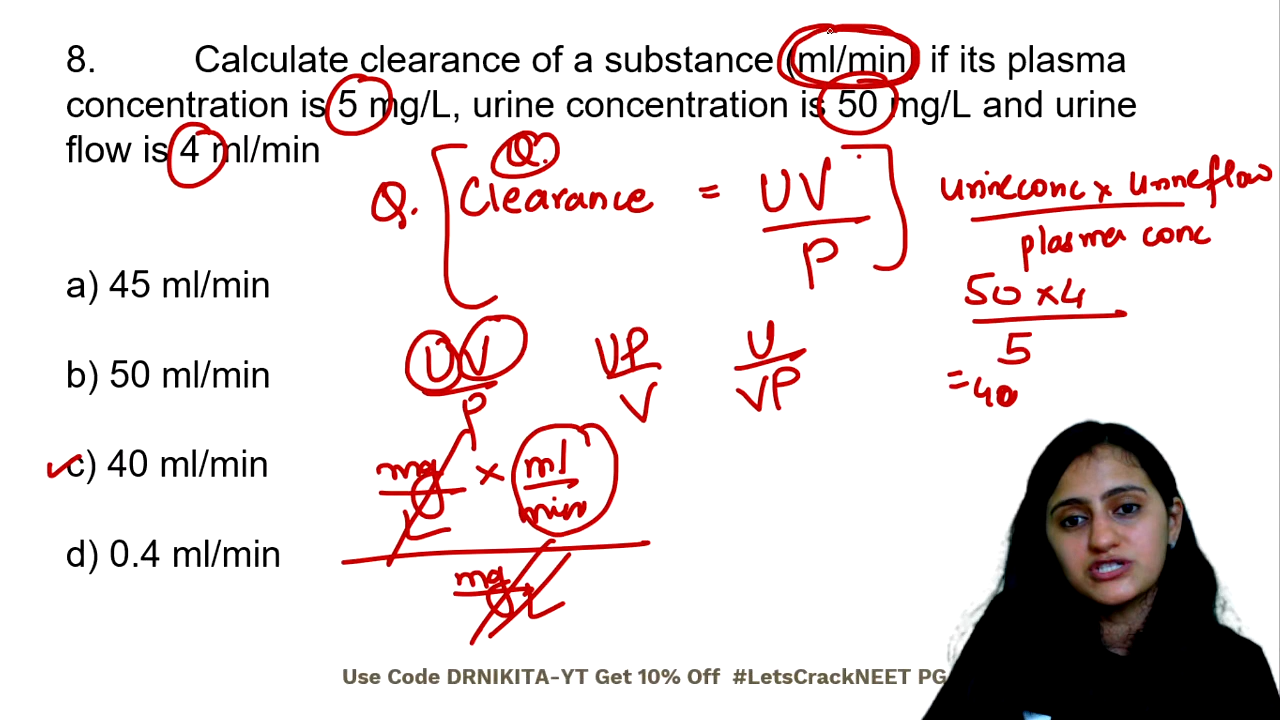 8. Calculate clearance of a substance (ml/min) if its plasma
concentration is 5 mg/L, urine concentration is 50 mg/L and urine
flow is 4 ml/min
Q.
Q. Clearance = UV
P
urine conc x urine flow
plasma conc
50 x 4
5
= 40
a) 45 ml/min
b) 50 ml/min
c) 40 ml/min
d) 0.4 ml/min
UV
P
VP
V
U
VP
mg
L
x ml
min
mg
L
Use Code DRNIKITA-YT Get 10% Off #LetsCrackNEET PG